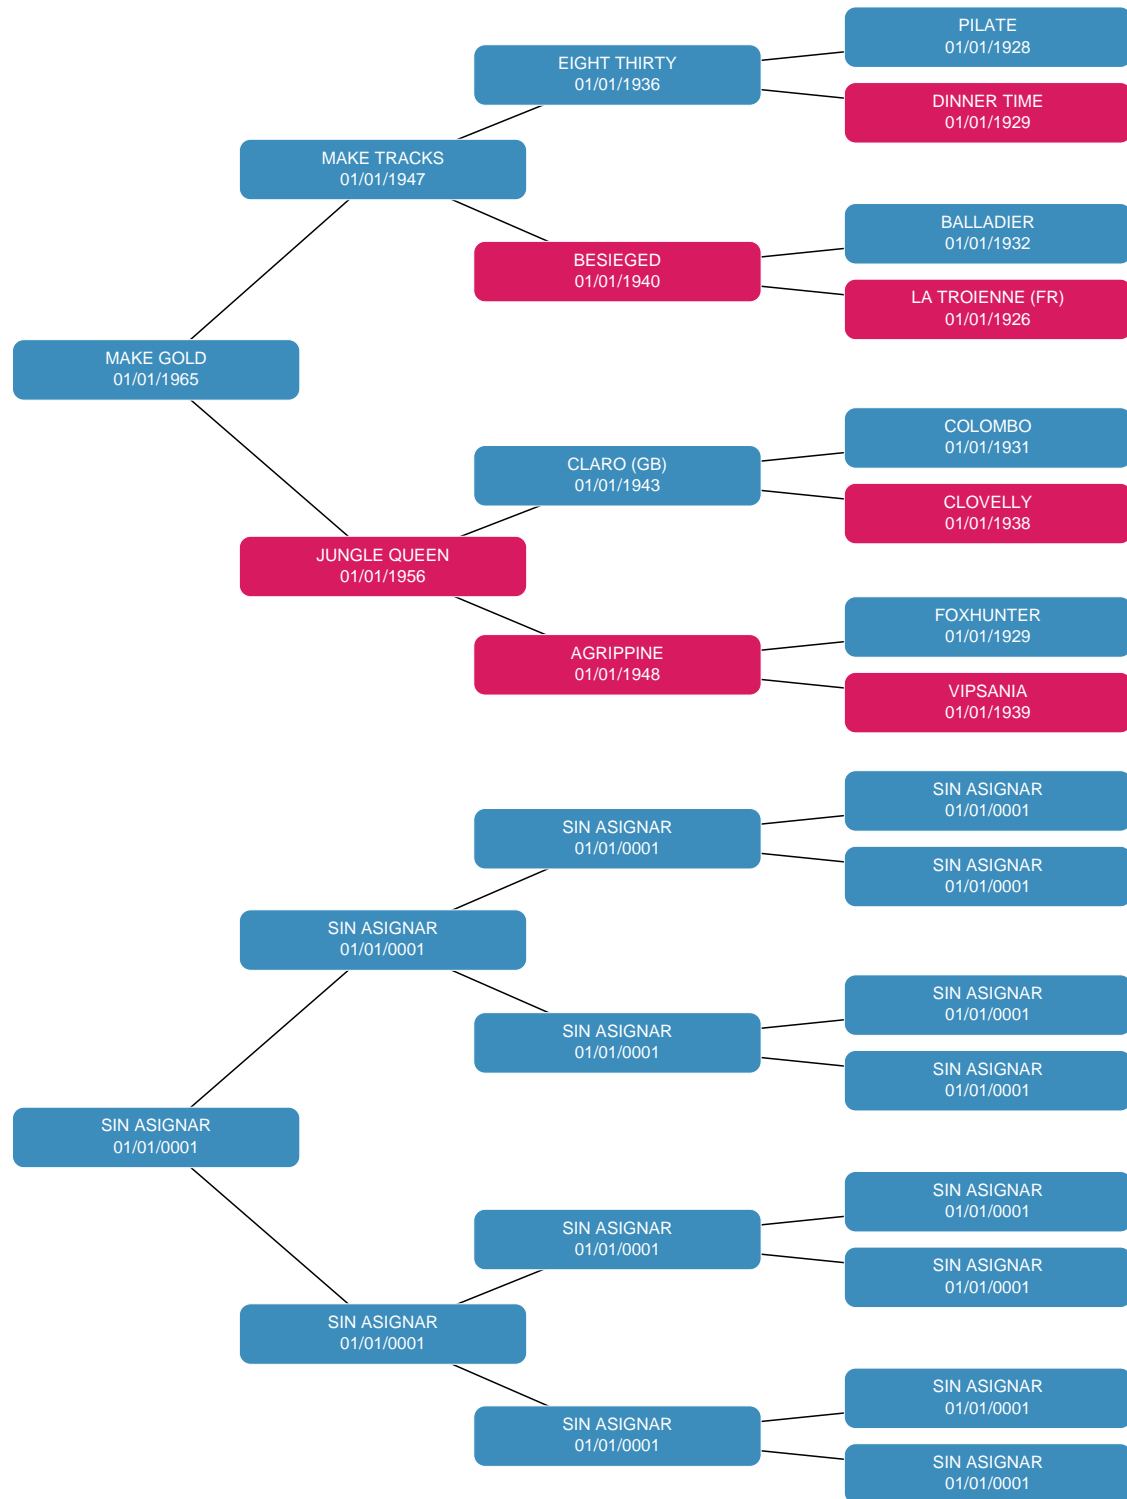 PILATE
01/01/1928
EIGHT THIRTY
01/01/1936
DINNER TIME
01/01/1929
MAKE TRACKS
01/01/1947
BALLADIER
01/01/1932
BESIEGED
01/01/1940
LA TROIENNE (FR)
01/01/1926
MAKE GOLD
01/01/1965
COLOMBO
01/01/1931
CLARO (GB)
01/01/1943
CLOVELLY
01/01/1938
JUNGLE QUEEN
01/01/1956
FOXHUNTER
01/01/1929
AGRIPPINE
01/01/1948
VIPSANIA
01/01/1939
SIN ASIGNAR
01/01/0001
SIN ASIGNAR
01/01/0001
SIN ASIGNAR
01/01/0001
SIN ASIGNAR
01/01/0001
SIN ASIGNAR
01/01/0001
SIN ASIGNAR
01/01/0001
SIN ASIGNAR
01/01/0001
SIN ASIGNAR
01/01/0001
SIN ASIGNAR
01/01/0001
SIN ASIGNAR
01/01/0001
SIN ASIGNAR
01/01/0001
SIN ASIGNAR
01/01/0001
SIN ASIGNAR
01/01/0001
SIN ASIGNAR
01/01/0001
SIN ASIGNAR
01/01/0001